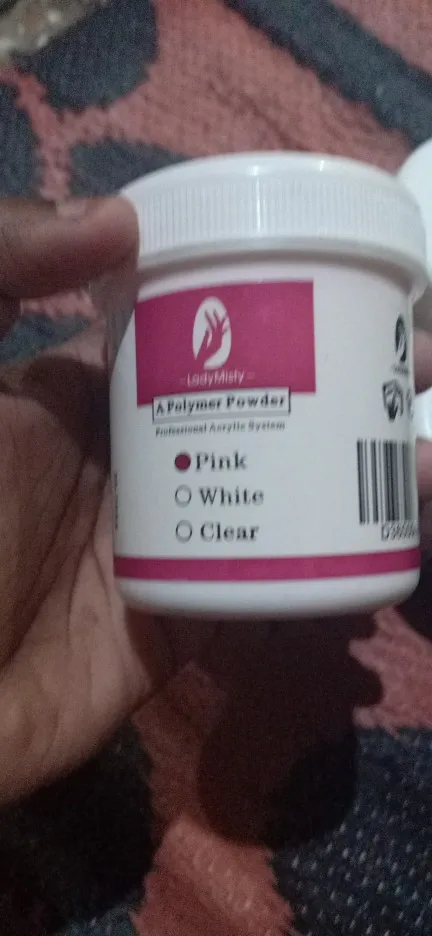 LadyMisty
A Polymer Powder
Professional Acrylic System
Pink
White
Clear